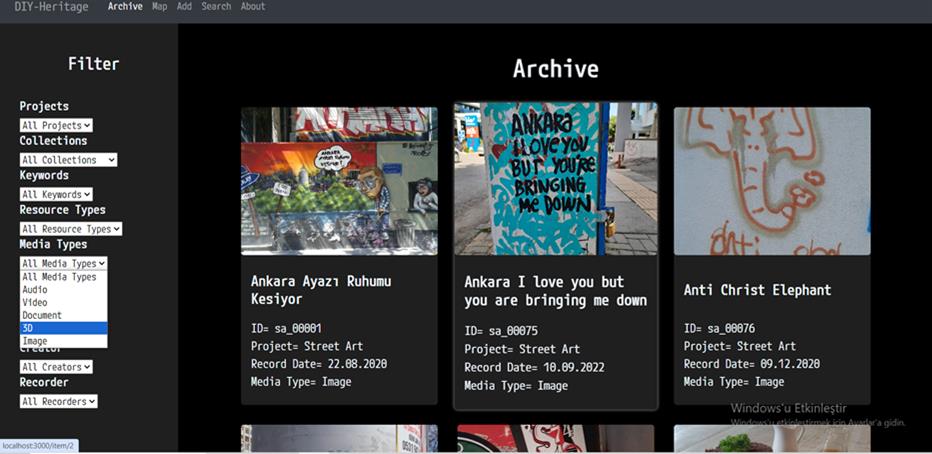 DIY-Heritage Archive Map Add Search About
Filter
Projects
All Projects
Collections
All Collections
Keywords
All Keywords
Resource Types
All Resource Types
Media Types
All Media Types
All Media Types
Audio
Video
Document
3D
Image
Creator
All Creators
Recorder
All Recorders
localhost:3000/item/2
Archive
Ankara Ayazı Ruhumu
Kesiyor
ID= sa_00001
Project= Street Art
Record Date= 22.08.2020
Media Type= Image
ANKARA
I LOVE YOU
BUT YOU'RE
BRINGING
ME DOWN
Ankara I love you but
you are bringing me down
ID= sa_00075
Project= Street Art
Record Date= 10.09.2022
Media Type= Image
Anti Christ Elephant
ID= sa_00076
Project= Street Art
Record Date= 09.12.2020
Media Type= Image
Windows'u Etkinleştir
Windows'u etkinleştirmek için Ayarlar'a gidin.